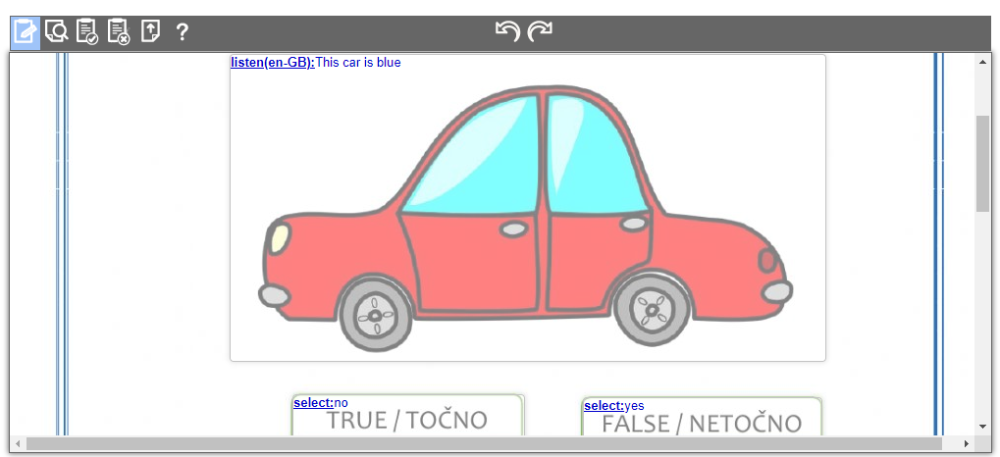 ?
listen(en-GB):This car is blue
select:no
TRUE / TOČNO
select:yes
FALSE / NETOČNO